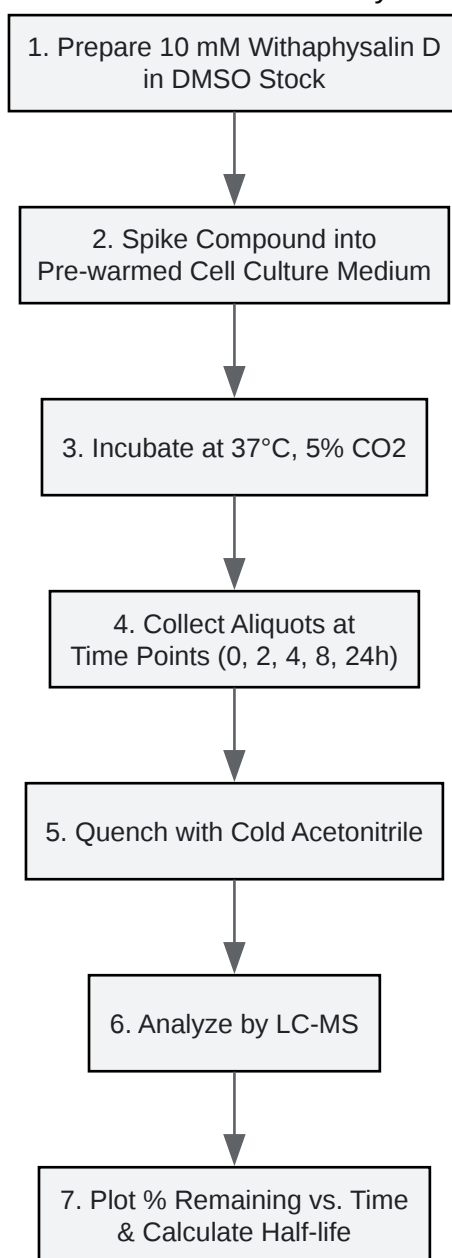 1. Prepare 10 mM Withaphysalin D
in DMSO Stock
2. Spike Compound into
Pre-warmed Cell Culture Medium
3. Incubate at 37°C, 5% CO2
4. Collect Aliquots at
Time Points (0, 2, 4, 8, 24h)
5. Quench with Cold Acetonitrile
6. Analyze by LC-MS
7. Plot % Remaining vs. Time
& Calculate Half-life